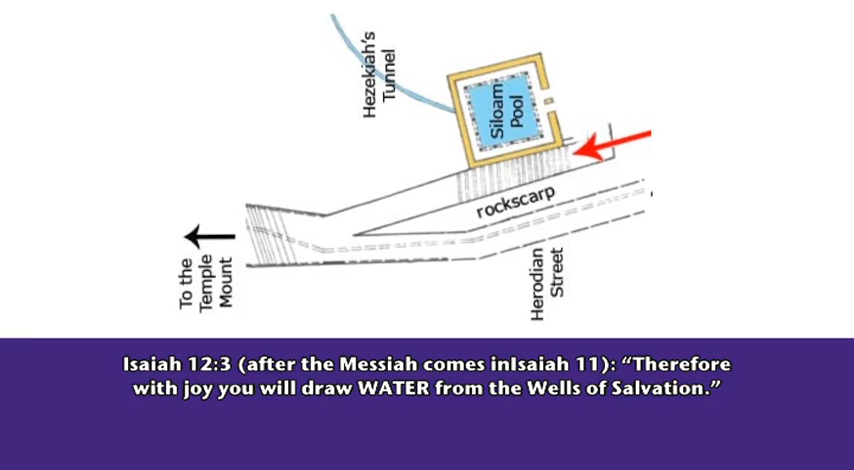 Hezekiah's
Tunnel
Siloam
Pool
rockscarp
To the
Temple
Mount
Herodian
Street
Isaiah 12:3 (after the Messiah comes inIsaiah 11): “Therefore
with joy you will draw WATER from the Wells of Salvation.”